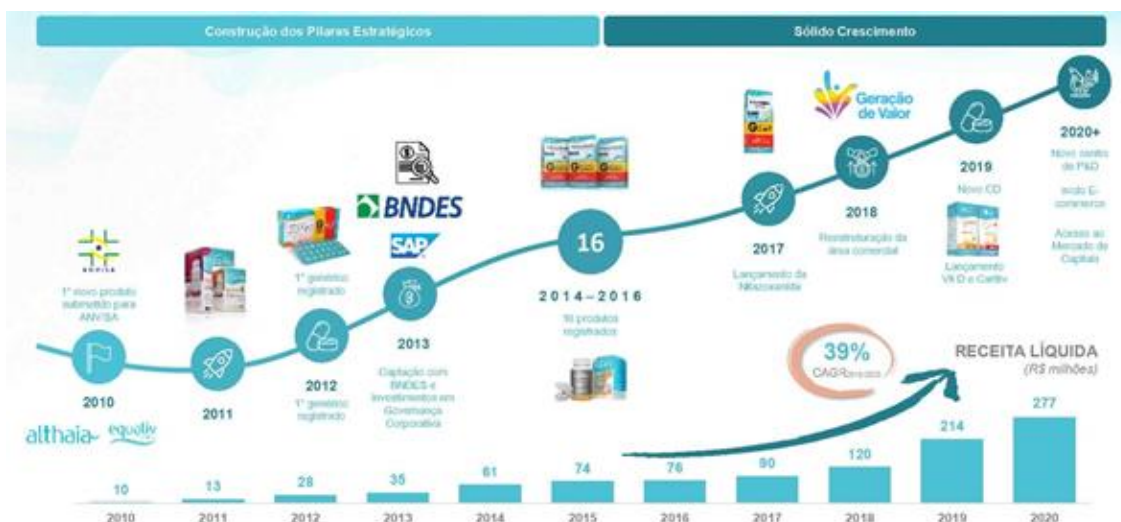 Construção dos Pilares Estratégicos
Sólido Crescimento
ANVISA
1º novo produto
submetido para
ANVISA
2010
althaia
equaliv
2011
1º genérico
registrado
2012
1º genérico
registrado
BNDES
SAP
2013
Captação com
BNDES e
investimentos em
Governança
Corporativa
16
2014–2016
16 produtos
registrados
2017
Lançamento da
Nitazoxanida
Geração
de Valor
2018
Reestruturação da
área comercial
2019
Novo CD
Lançamento
2020+
Novo centro
de P&D
E-
commerce
Acesso ao
Mercado de
Capitais
39%
CAGR
RECEITA LÍQUIDA
(R$ milhões)
10
13
28
35
61
74
76
90
120
214
277
2010
2011
2012
2013
2014
2015
2016
2017
2018
2019
2020